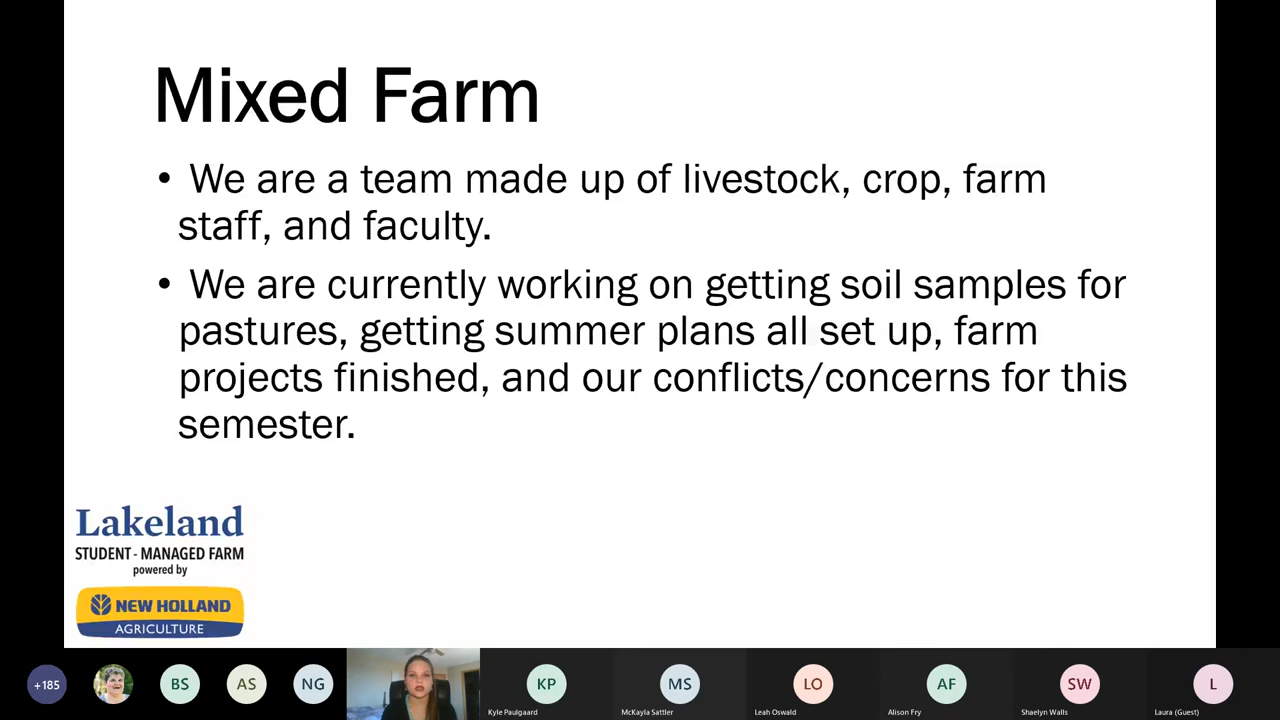 Mixed Farm
• We are a team made up of livestock, crop, farm
staff, and faculty.
• We are currently working on getting soil samples for
pastures, getting summer plans all set up, farm
projects finished, and our conflicts/concerns for this
semester.
Lakeland
STUDENT - MANAGED FARM
powered by
NEW HOLLAND
AGRICULTURE
+185
BS
AS
NG
KP
MS
LO
AF
SW
L
Kyle Paulgaard
McKayla Sattler
Leah Oswald
Alison Fry
Shaelyn Walls
Laura (Guest)